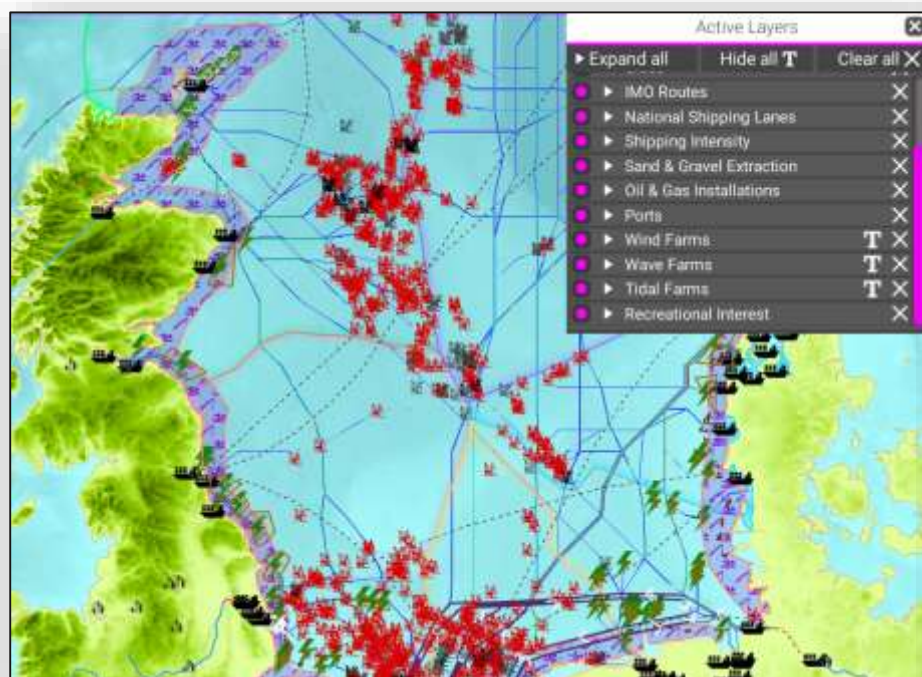 Active Layers
Expand all Hide all T Clear all
IMO Routes
National Shipping Lanes
Shipping Intensity
Sand & Gravel Extraction
Oil & Gas Installations
Ports
Wind Farms T
Wave Farms T
Tidal Farms T
Recreational Interest